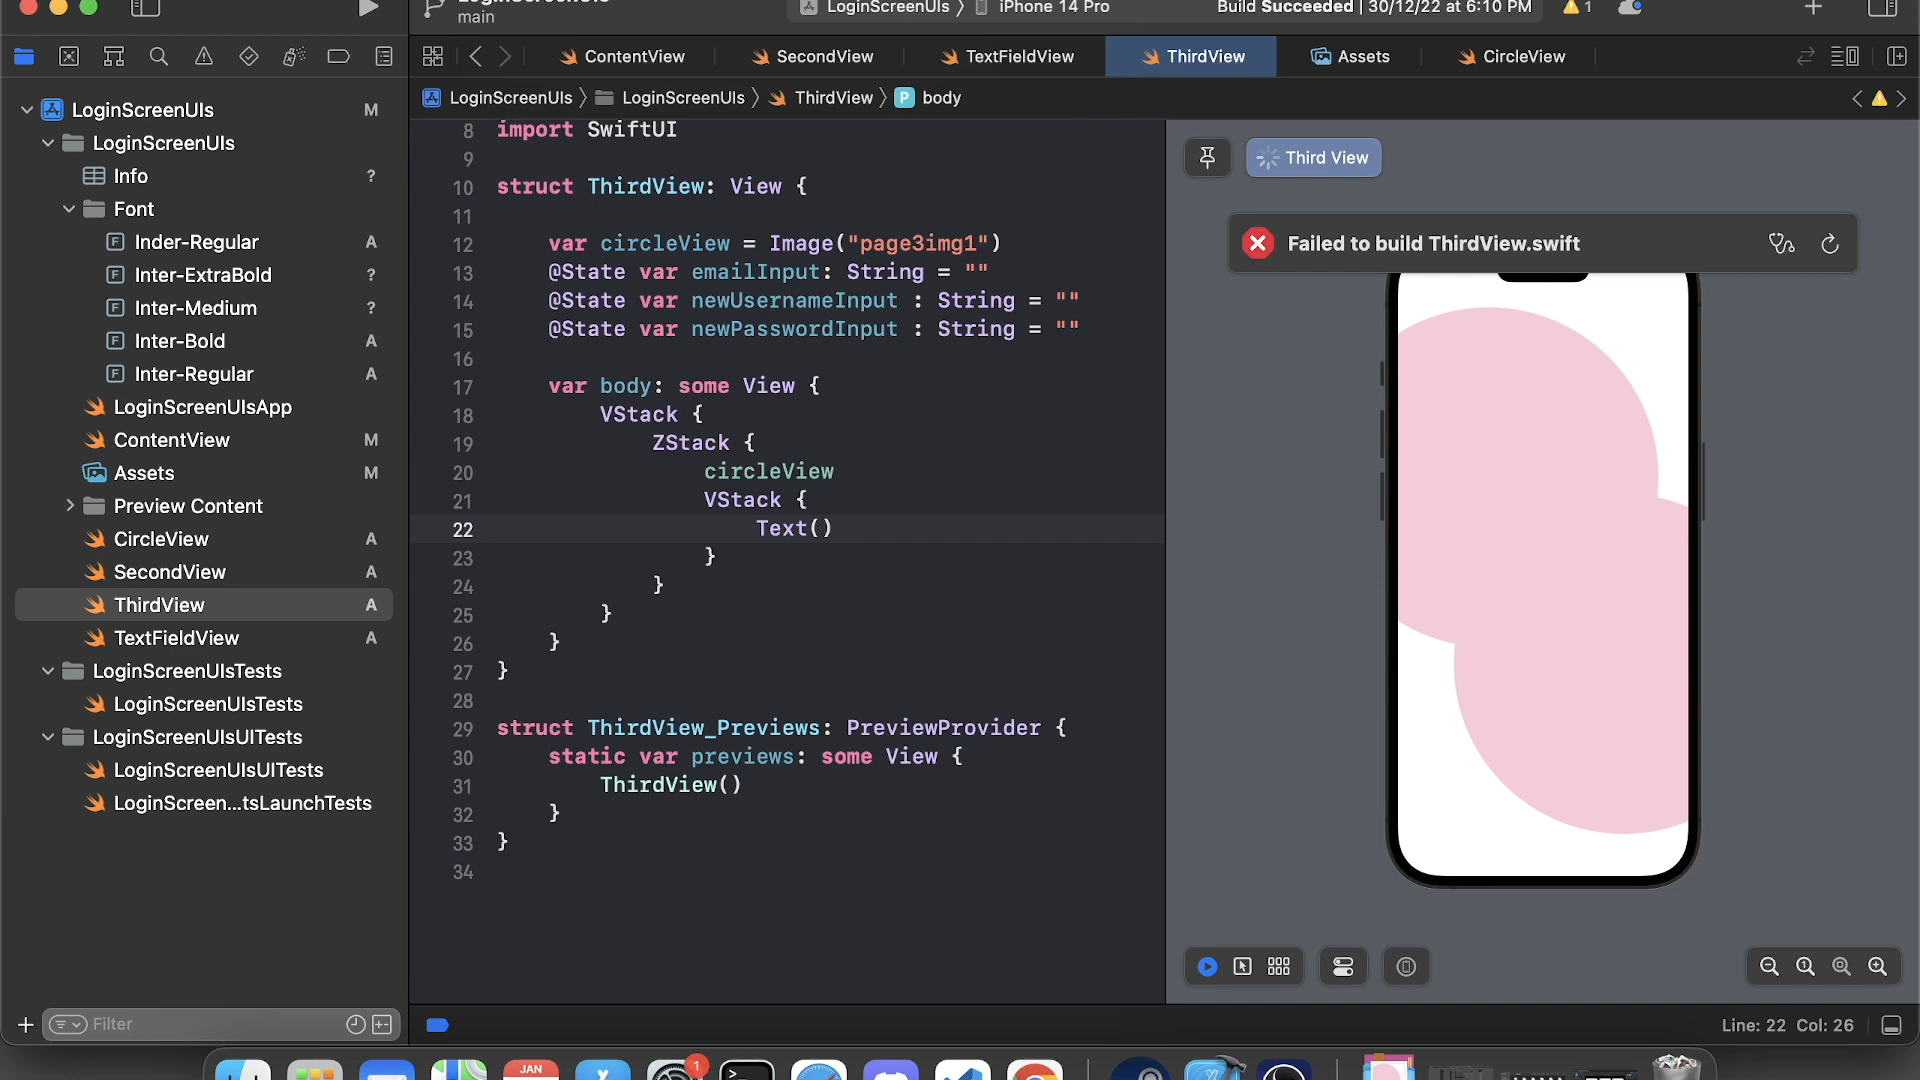 main
LoginScreenUIs 〉 iPhone 14 Pro
Build Succeeded | 30/12/22 at 6:10 PM
1
ContentView
SecondView
TextFieldView
ThirdView
Assets
CircleView
LoginScreenUIs 〉 LoginScreenUIs 〉 ThirdView 〉 P body
LoginScreenUIs M
LoginScreenUIs
Info ?
Font
Inder-Regular A
Inter-ExtraBold ?
Inter-Medium ?
Inter-Bold A
Inter-Regular A
LoginScreenUIsApp
ContentView M
Assets M
Preview Content
CircleView A
SecondView A
ThirdView A
TextFieldView A
LoginScreenUIsTests
LoginScreenUIsTests
LoginScreenUIsUITests
LoginScreenUIsUITests
LoginScreen...tsLaunchTests
Filter
8 import SwiftUI
9
10 struct ThirdView: View {
11
12 var circleView = Image("page3img1")
13 @State var emailInput: String = ""
14 @State var newUsernameInput : String = ""
15 @State var newPasswordInput : String = ""
16
17 var body: some View {
18 VStack {
19 ZStack {
20 circleView
21 VStack {
22 Text()
23 }
24 }
25 }
26 }
27 }
28
29 struct ThirdView_Previews: PreviewProvider {
30 static var previews: some View {
31 ThirdView()
32 }
33 }
34
Third View
Failed to build ThirdView.swift
Line: 22 Col: 26
JAN
1